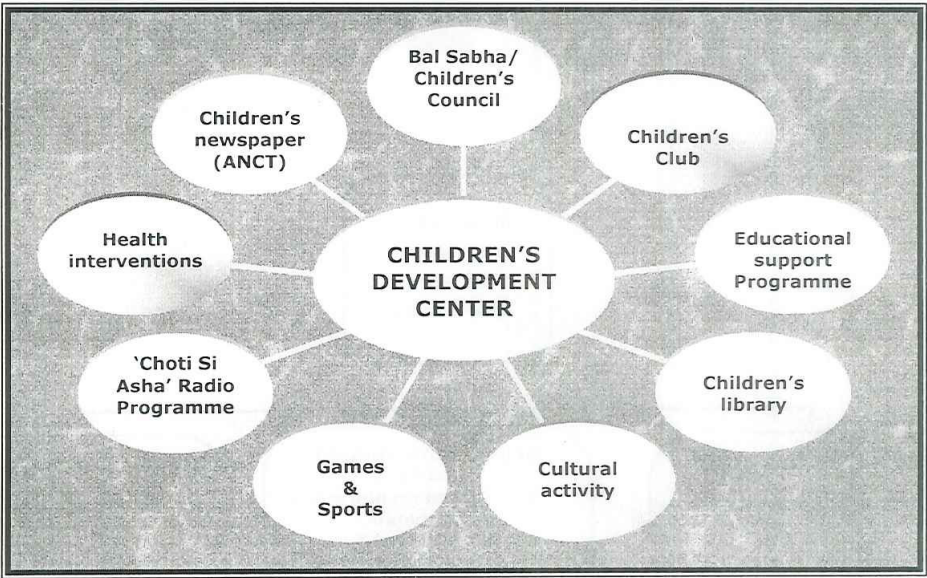 Bal Sabha/
Children's
Council
Children's
newspaper
(ANCT)
Children's
Club
Health
interventions
CHILDREN'S
DEVELOPMENT
CENTER
Educational
support
Programme
'Choti Si
Asha' Radio
Programme
Children's
library
Games
&
Sports
Cultural
activity